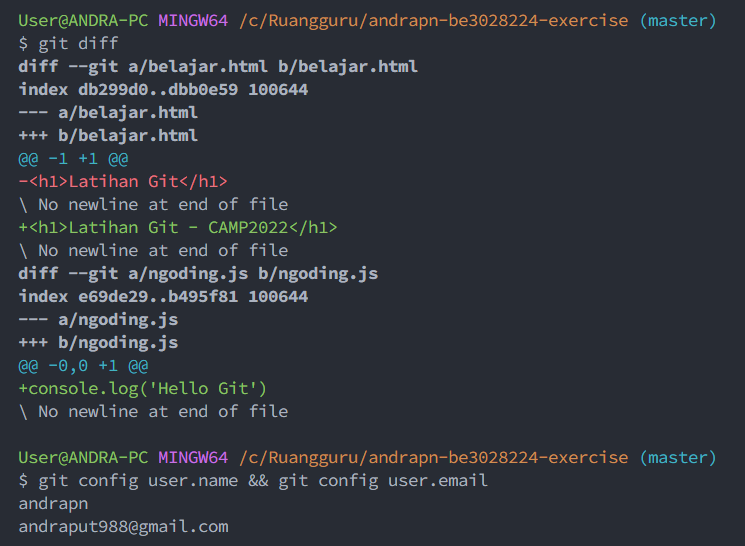 User@ANDRA-PC MINGW64 /c/Ruangguru/andrapn-be3028224-exercise (master)
$ git diff
diff --git a/belajar.html b/belajar.html
index db299d0..dbb0e59 100644
--- a/belajar.html
+++ b/belajar.html
@@ -1 +1 @@
-<h1>Latihan Git</h1>
\ No newline at end of file
+<h1>Latihan Git - CAMP2022</h1>
\ No newline at end of file
diff --git a/ngoding.js b/ngoding.js
index e69de29..b495f81 100644
--- a/ngoding.js
+++ b/ngoding.js
@@ -0,0 +1 @@
+console.log('Hello Git')
\ No newline at end of file
User@ANDRA-PC MINGW64 /c/Ruangguru/andrapn-be3028224-exercise (master)
$ git config user.name && git config user.email
andrapn
andraput988@gmail.com